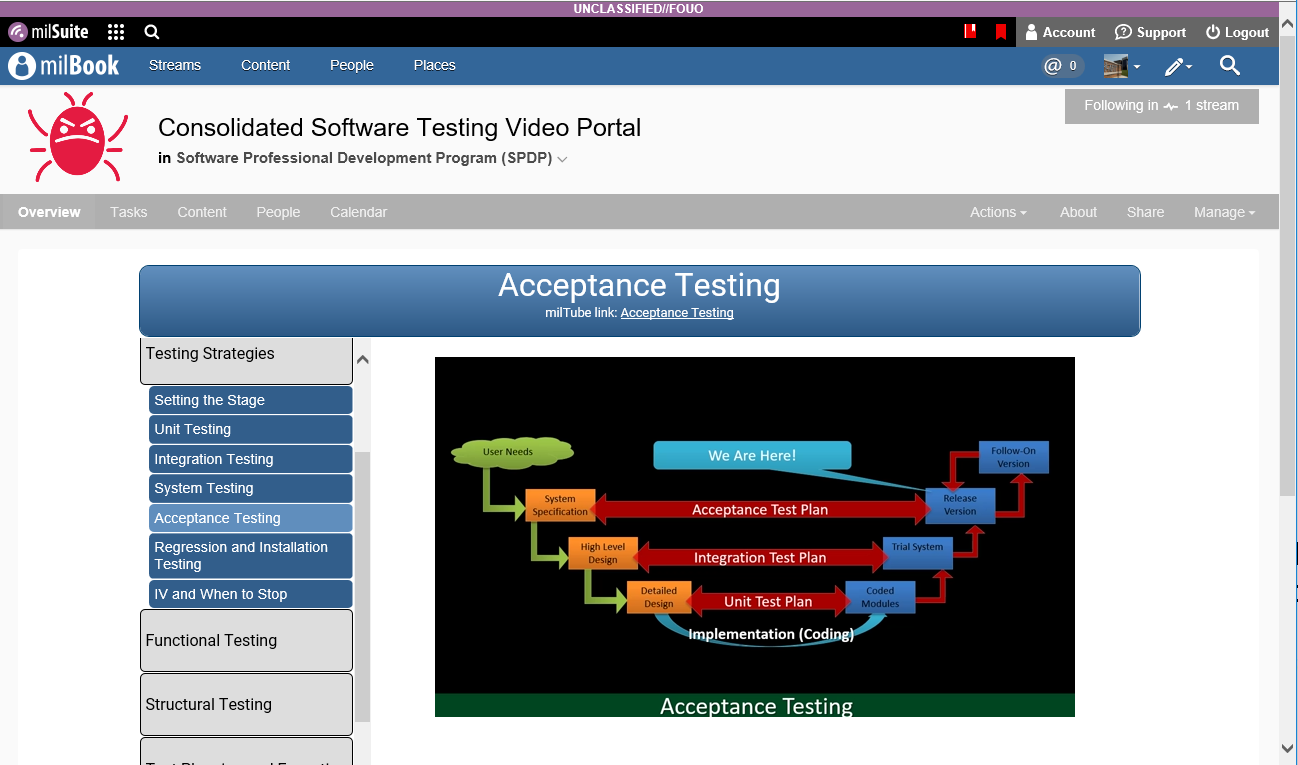 UNCLASSIFIED//FOUO
milSuite
Account Support Logout
milBook Streams Content People Places @ 0
Following in 1 stream
Consolidated Software Testing Video Portal
in Software Professional Development Program (SPDP)
Overview Tasks Content People Calendar Actions About Share Manage
Acceptance Testing
milTube link: Acceptance Testing
Testing Strategies
Setting the Stage
Unit Testing
Integration Testing
System Testing
Acceptance Testing
Regression and Installation
Testing
IV and When to Stop
Functional Testing
Structural Testing
User Needs
We Are Here!
Follow-On
Version
System
Specification
Acceptance Test Plan
Release
Version
High Level
Design
Integration Test Plan
Trial System
Detailed
Design
Unit Test Plan
Coded
Modules
Implementation (Coding)
Acceptance Testing